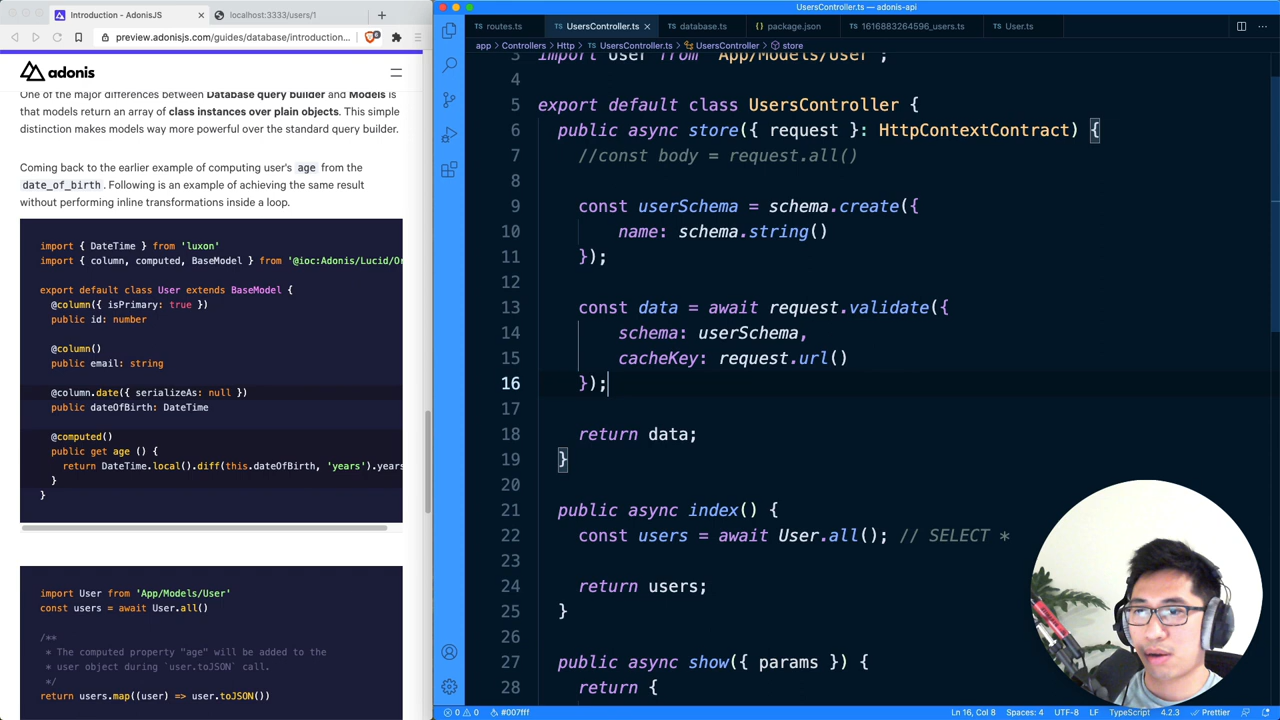 UsersController.ts — adonis-api
Introduction - AdonisJS
localhost:3333/users/1
preview.adonisjs.com/guides/database/introduction...
adonis
One of the major differences between Database query builder and Models is
that models return an array of class instances over plain objects. This simple
distinction makes models way more powerful over the standard query builder.
Coming back to the earlier example of computing user's age from the
date_of_birth. Following is an example of achieving the same result
without performing inline transformations inside a loop.
import { DateTime } from 'luxon'
import { column, computed, BaseModel } from '@ioc:Adonis/Lucid/Or
export default class User extends BaseModel {
@column({ isPrimary: true })
public id: number
@column()
public email: string
@column.date({ serializeAs: null })
public dateOfBirth: DateTime
@computed()
public get age () {
return DateTime.local().diff(this.dateOfBirth, 'years').years
}
}
import User from 'App/Models/User'
const users = await User.all()
/**
* The computed property "age" will be added to the
* user object during `user.toJSON` call.
*/
return users.map((user) => user.toJSON())
routes.ts
UsersController.ts
database.ts
package.json
1616883246975_users.ts
User.ts
app > Controllers > Http > UsersController.ts > UsersController > store
3 import User from "App/Models/User";
4
5 export default class UsersController {
6 public async store({ request }: HttpContextContract) {
7 //const body = request.all()
8
9 const userSchema = schema.create({
10 name: schema.string()
11 });
12
13 const data = await request.validate({
14 schema: userSchema,
15 cacheKey: request.url()
16 });
17
18 return data;
19 }
20
21 public async index() {
22 const users = await User.all(); // SELECT *
23
24 return users;
25 }
26
27 public async show({ params }) {
28 return {
0 0 #007fff
Ln 16, Col 8 Spaces: 4 UTF-8 LF TypeScript 4.2.3 Prettier